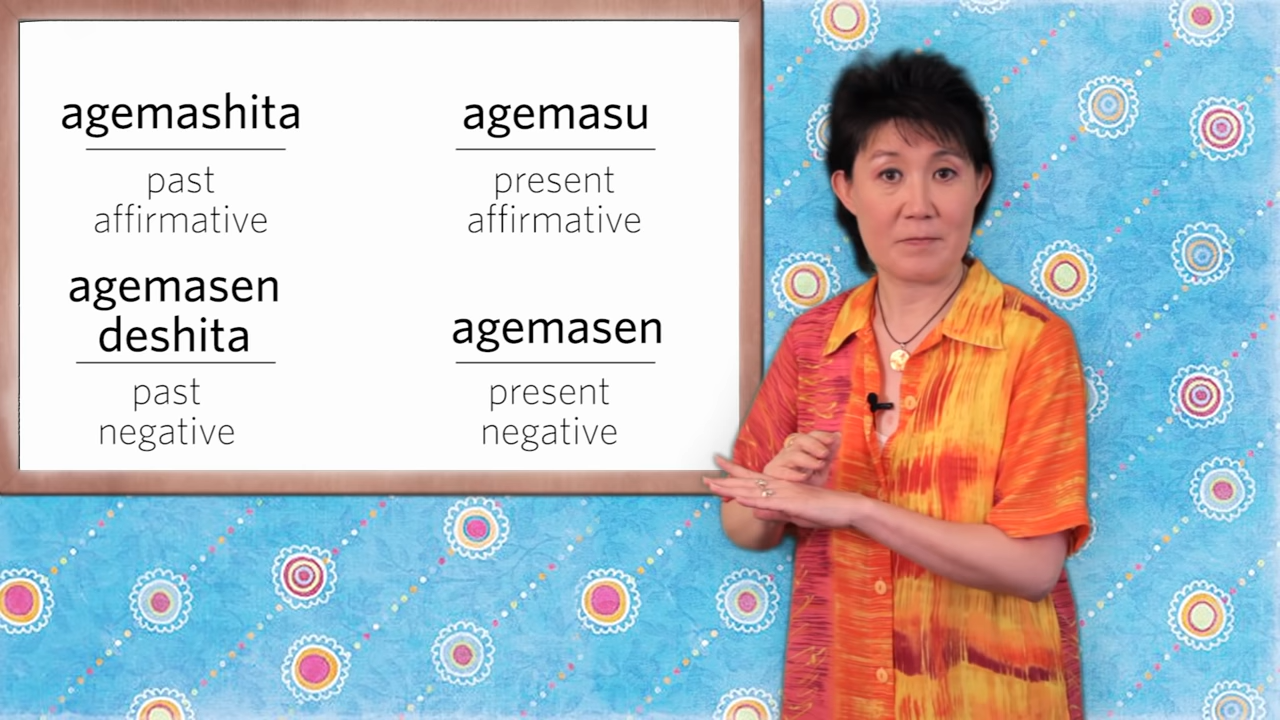 agemashita
past
affirmative
agemasu
present
affirmative
agemasen
deshita
past
negative
agemasen
present
negative